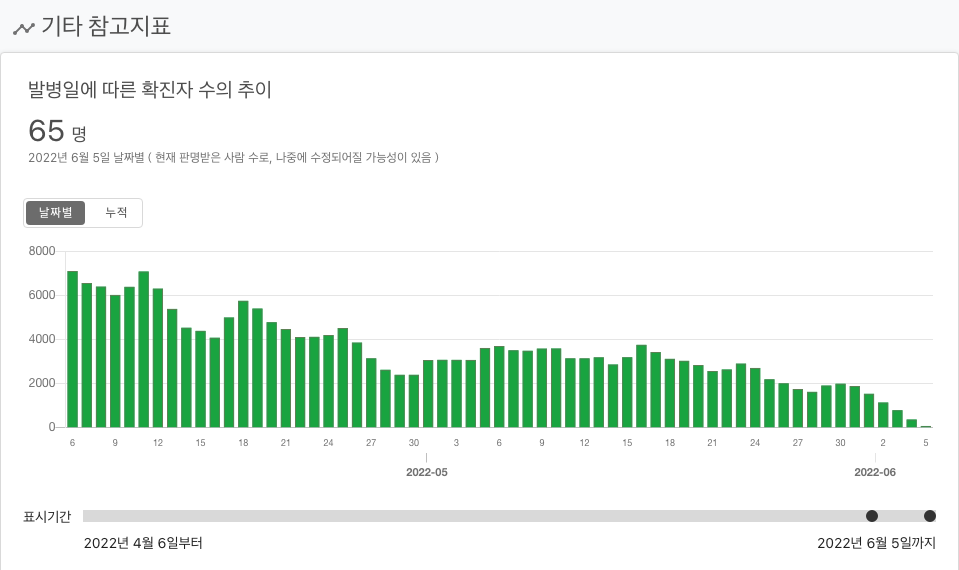 기타 참고지표
발병일에 따른 확진자 수의 추이
65 명
2022년 6월 5일 날짜별 ( 현재 판명받은 사람 수로, 나중에 수정되어질 가능성이 있음 )
날짜별 누적
8000
6000
4000
2000
0
6 9 12 15 18 21 24 27 30 3 6 9 12 15 18 21 24 27 30 2 5
2022-05 2022-06
표시기간
2022년 4월 6일부터 2022년 6월 5일까지